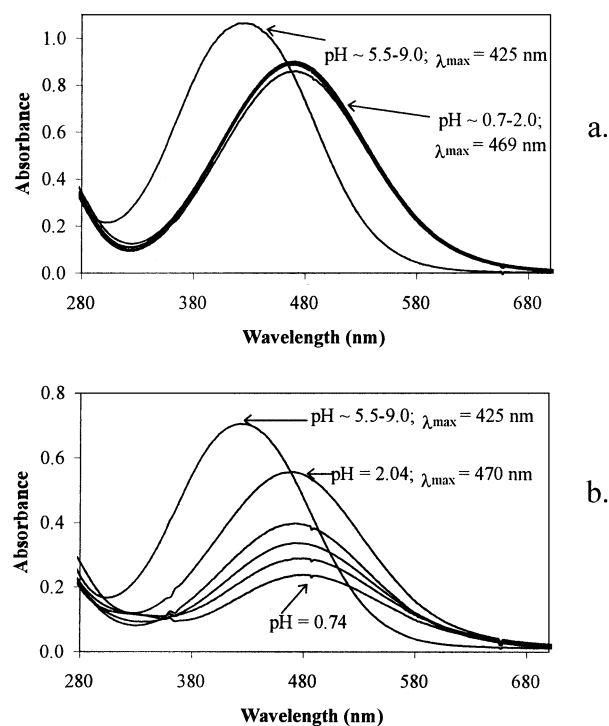 1.0
0.8
0.6
0.4
0.2
0.0
Absorbance
pH ~ 5.5-9.0; λmax = 425 nm
pH ~ 0.7-2.0;
λmax = 469 nm
a.
280 380 480 580 680
Wavelength (nm)
0.8
0.6
0.4
0.2
0.0
Absorbance
pH ~ 5.5-9.0; λmax = 425 nm
pH = 2.04; λmax = 470 nm
b.
pH = 0.74
280 380 480 580 680
Wavelength (nm)